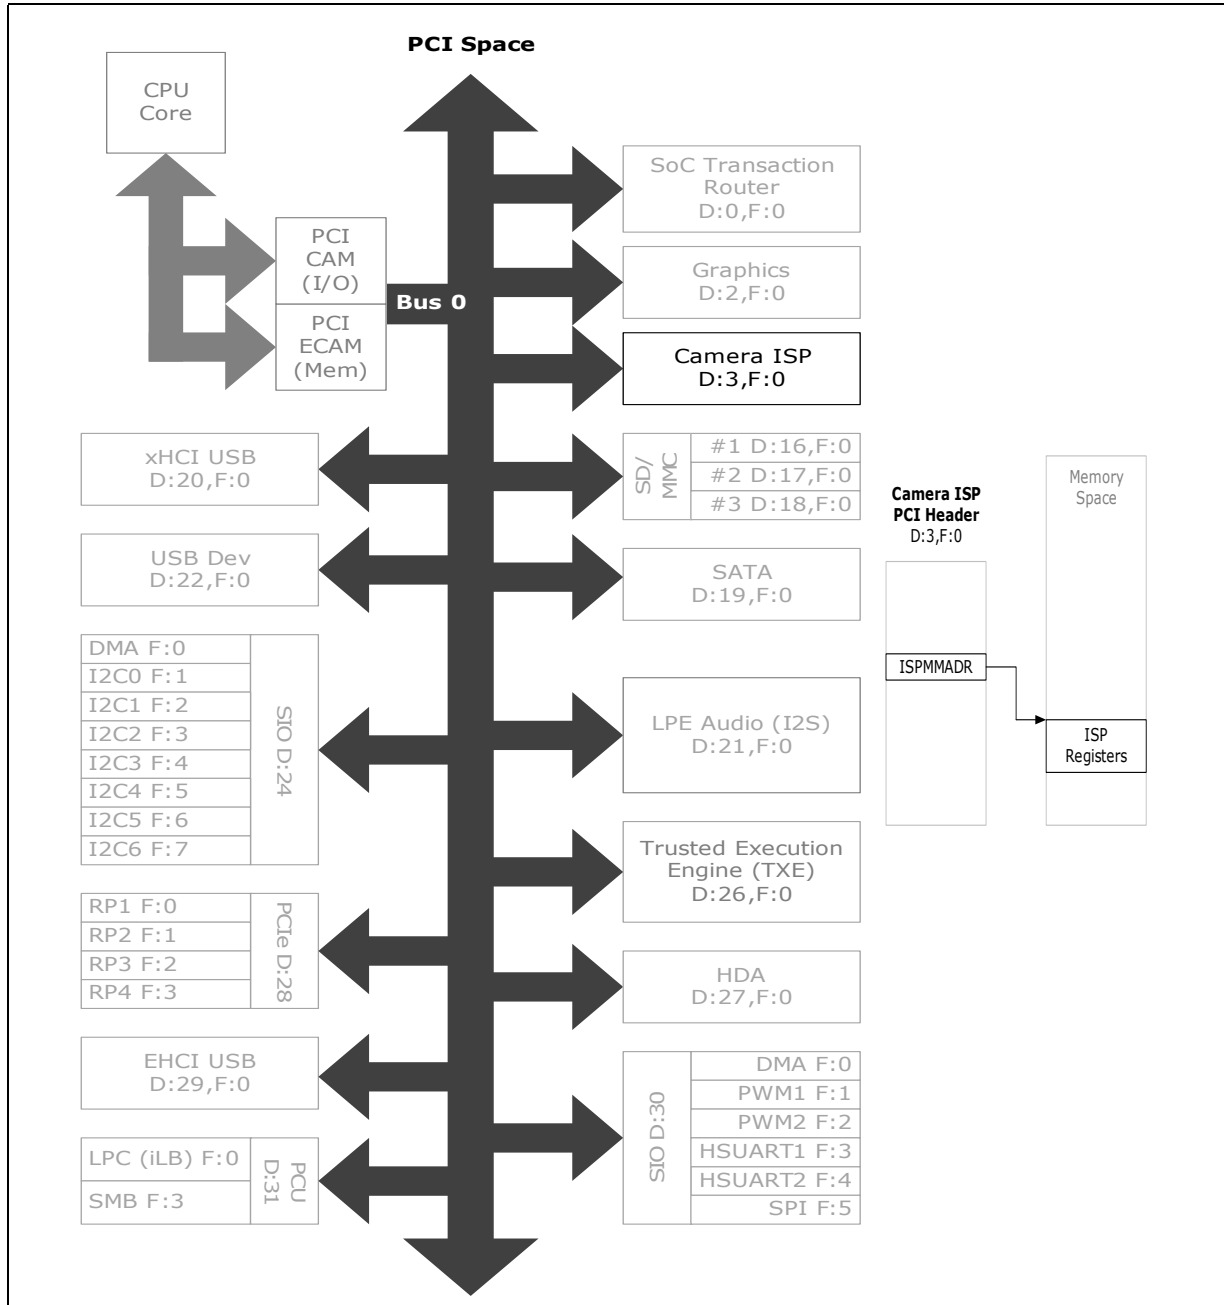 PCI Space
CPU
Core
PCI
CAM
(I/O)
PCI
ECAM
(Mem)
Bus 0
SoC Transaction
Router
D:0,F:0
Graphics
D:2,F:0
Camera ISP
D:3,F:0
xHCI USB
D:20,F:0
SD/
MMC
#1 D:16,F:0
#2 D:17,F:0
#3 D:18,F:0
USB Dev
D:22,F:0
SATA
D:19,F:0
DMA F:0
I2C0 F:1
I2C1 F:2
I2C2 F:3
I2C3 F:4
I2C4 F:5
I2C5 F:6
I2C6 F:7
SIO D:24
LPE Audio (I2S)
D:21,F:0
Trusted Execution
Engine (TXE)
D:26,F:0
RP1 F:0
RP2 F:1
RP3 F:2
RP4 F:3
PCIe D:28
HDA
D:27,F:0
EHCI USB
D:29,F:0
SIO D:30
DMA F:0
PWM1 F:1
PWM2 F:2
HSUART1 F:3
HSUART2 F:4
SPI F:5
LPC (iLB) F:0
SMB F:3
PCU
D:31
Camera ISP
PCI Header
D:3,F:0
ISPMMADR
Memory
Space
ISP
Registers